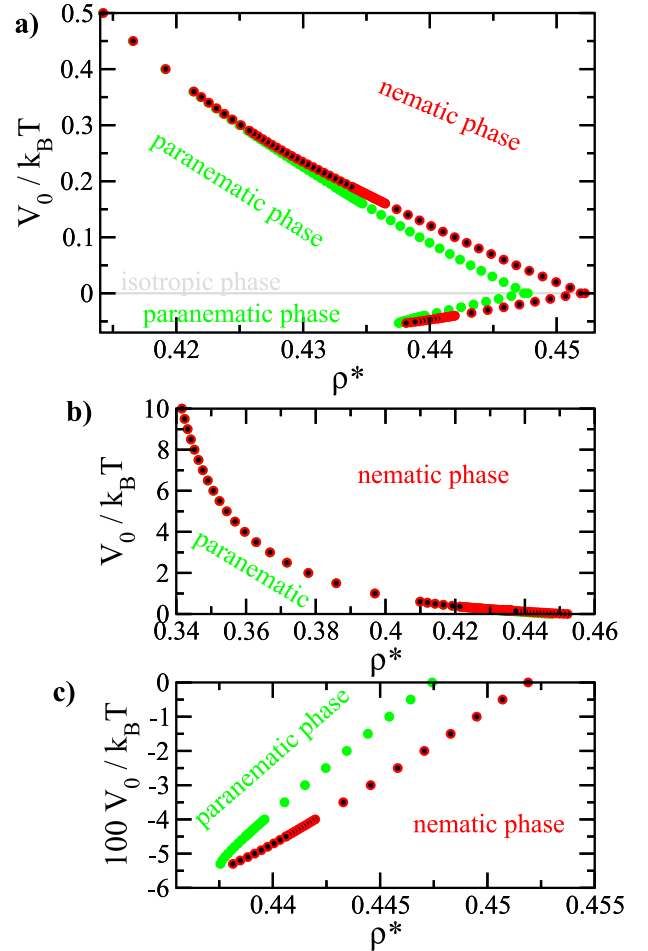 a)
0.5
0.4
0.3
0.2
0.1
0
V0 / kBT
nematic phase
paranematic phase
isotropic phase
paranematic phase
0.42 0.43 0.44 0.45
ρ*
b)
10
8
6
4
2
0
V0 / kBT
nematic phase
paranematic
0.34 0.36 0.38 0.4 0.42 0.44 0.46
ρ*
c)
0
-1
-2
-3
-4
-5
-6
100 V0 / kBT
paranematic phase
nematic phase
0.44 0.445 0.45 0.455
ρ*